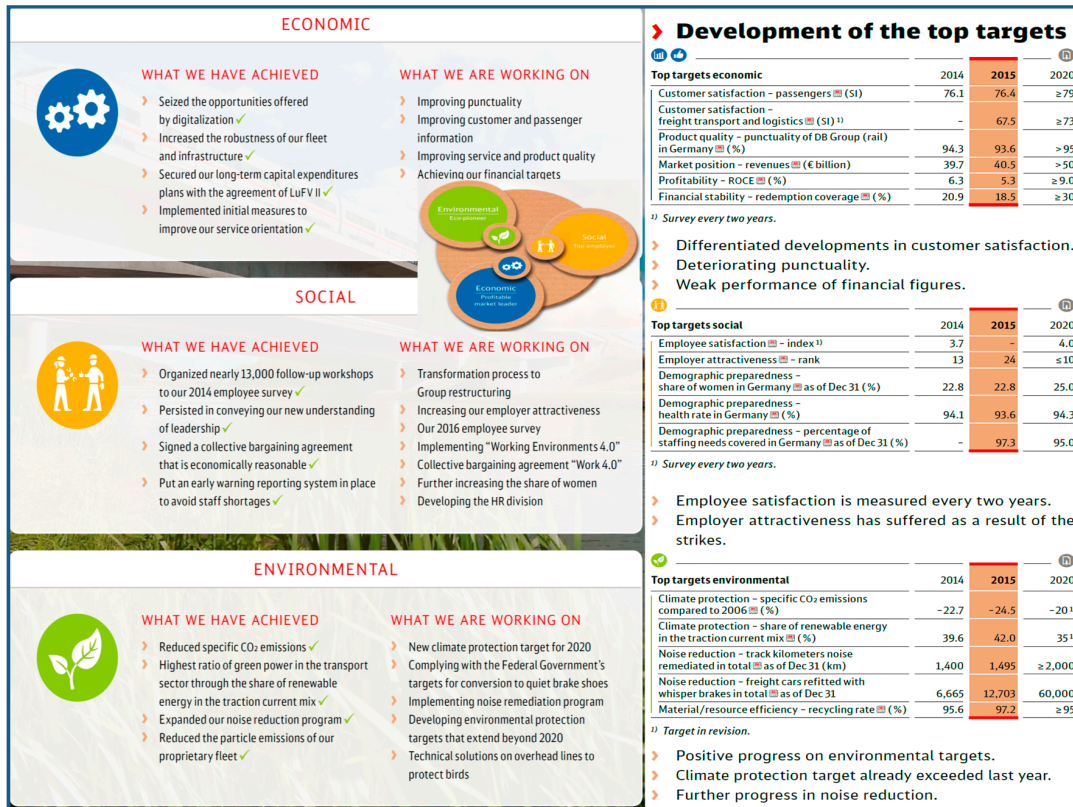 ECONOMIC
WHAT WE HAVE ACHIEVED
Seized the opportunities offered
by digitalization ✓
Increased the robustness of our fleet
and infrastructure ✓
Secured our long-term capital expenditures
plans with the agreement of LuFV II ✓
Implemented initial measures to
improve our service orientation ✓
WHAT WE ARE WORKING ON
Improving punctuality
Improving customer and passenger
information
Improving service and product quality
Achieving our financial targets
Environmental
Eco-pioneer
Social
Top employer
Economic
Profitable
market leader
SOCIAL
WHAT WE HAVE ACHIEVED
Organized nearly 13,000 follow-up workshops
to our 2014 employee survey ✓
Persisted in conveying our new understanding
of leadership ✓
Signed a collective bargaining agreement
that is economically reasonable ✓
Put an early warning reporting system in place
to avoid staff shortages ✓
WHAT WE ARE WORKING ON
Transformation process to
Group restructuring
Increasing our employer attractiveness
Our 2016 employee survey
Implementing “Working Environments 4.0”
Collective bargaining agreement “Work 4.0”
Further increasing the share of women
Developing the HR division
ENVIRONMENTAL
WHAT WE HAVE ACHIEVED
Reduced specific CO₂ emissions ✓
Highest ratio of green power in the transport
sector through the share of renewable
energy in the traction current mix ✓
Expanded our noise reduction program ✓
Reduced the particle emissions of our
proprietary fleet ✓
WHAT WE ARE WORKING ON
New climate protection target for 2020
Complying with the Federal Government’s
targets for conversion to quiet brake shoes
Implementing noise remediation program
Developing environmental protection
targets that extend beyond 2020
Technical solutions on overhead lines to
protect birds
Development of the top targets
Top targets economic 2014 2015 2020
Customer satisfaction – passengers (SI) 76.1 76.4 ≥79
Customer satisfaction –
freight transport and logistics (SI) ¹⁾ – 67.5 ≥73
Product quality – punctuality of DB Group (rail)
in Germany (%) 94.3 93.6 >95
Market position – revenues (€ billion) 39.7 40.5 >50
Profitability – ROCE (%) 6.3 5.3 ≥9.0
Financial stability – redemption coverage (%) 20.9 18.5 ≥30
¹⁾ Survey every two years.
Differentiated developments in customer satisfaction.
Deteriorating punctuality.
Weak performance of financial figures.
Top targets social 2014 2015 2020
Employee satisfaction – index ¹⁾ 3.7 – 4.0
Employer attractiveness – rank 13 24 ≤10
Demographic preparedness –
share of women in Germany as of Dec 31 (%) 22.8 22.8 25.0
Demographic preparedness –
health rate in Germany (%) 94.1 93.6 94.3
Demographic preparedness – percentage of
staffing needs covered in Germany as of Dec 31 (%) – 97.3 95.0
¹⁾ Survey every two years.
Employee satisfaction is measured every two years.
Employer attractiveness has suffered as a result of the
strikes.
Top targets environmental 2014 2015 2020
Climate protection – specific CO₂ emissions
compared to 2006 (%) –22.7 –24.5 –20 ¹
Climate protection – share of renewable energy
in the traction current mix (%) 39.6 42.0 35 ¹
Noise reduction – track kilometers noise
remediated in total as of Dec 31 (km) 1,400 1,495 ≥2,000
Noise reduction – freight cars refitted with
whisper brakes in total as of Dec 31 6,665 12,703 60,000
Material/resource efficiency – recycling rate (%) 95.6 97.2 ≥95
¹⁾ Target in revision.
Positive progress on environmental targets.
Climate protection target already exceeded last year.
Further progress in noise reduction.